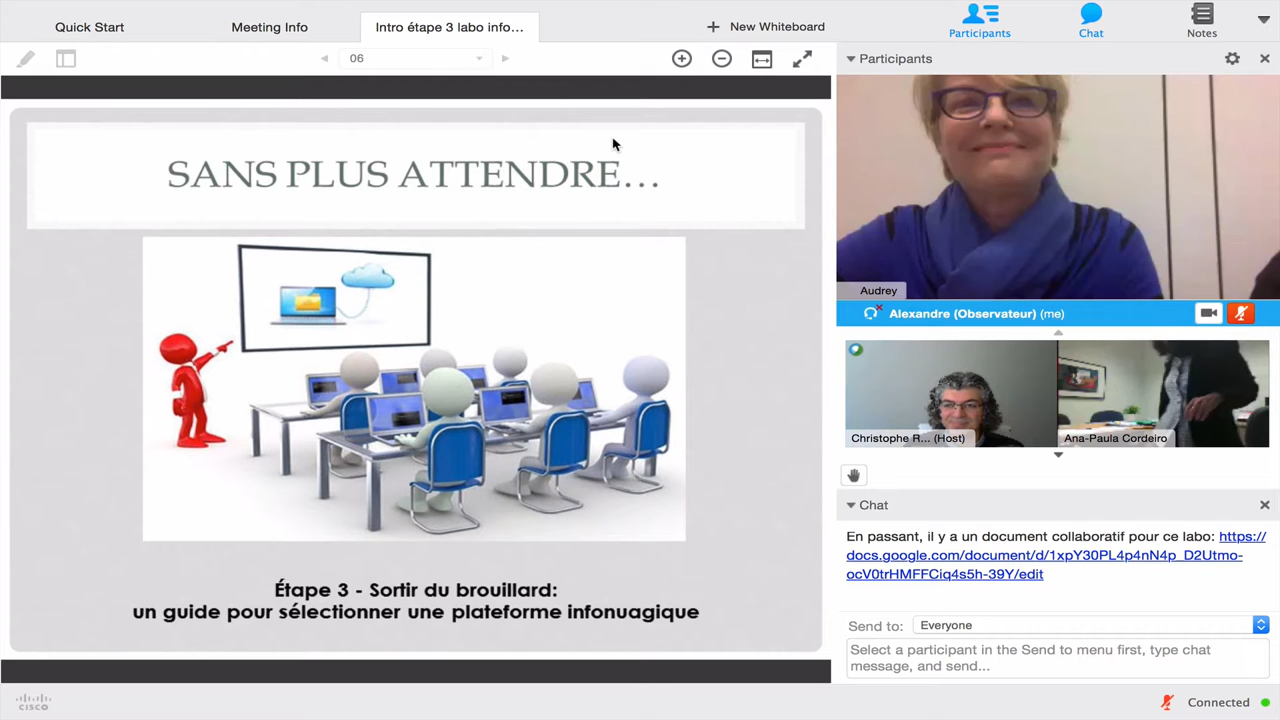 Quick Start
Meeting Info
Intro étape 3 labo info...
New Whiteboard
Participants
Chat
Notes
06
SANS PLUS ATTENDRE...
Étape 3 - Sortir du brouillard:
un guide pour sélectionner une plateforme infonuagique
Participants
Audrey
Alexandre (Observateur) (me)
Christophe R... (Host)
Ana-Paula Cordeiro
Chat
En passant, il y a un document collaboratif pour ce labo: https://
docs.google.com/document/d/1xpY30PL4p4nN4p_D2Utmo-
ocV0trHMFFCiq4s5h-39Y/edit
Send to:
Everyone
Select a participant in the Send to menu first, type chat
message, and send...
CISCO
Connected